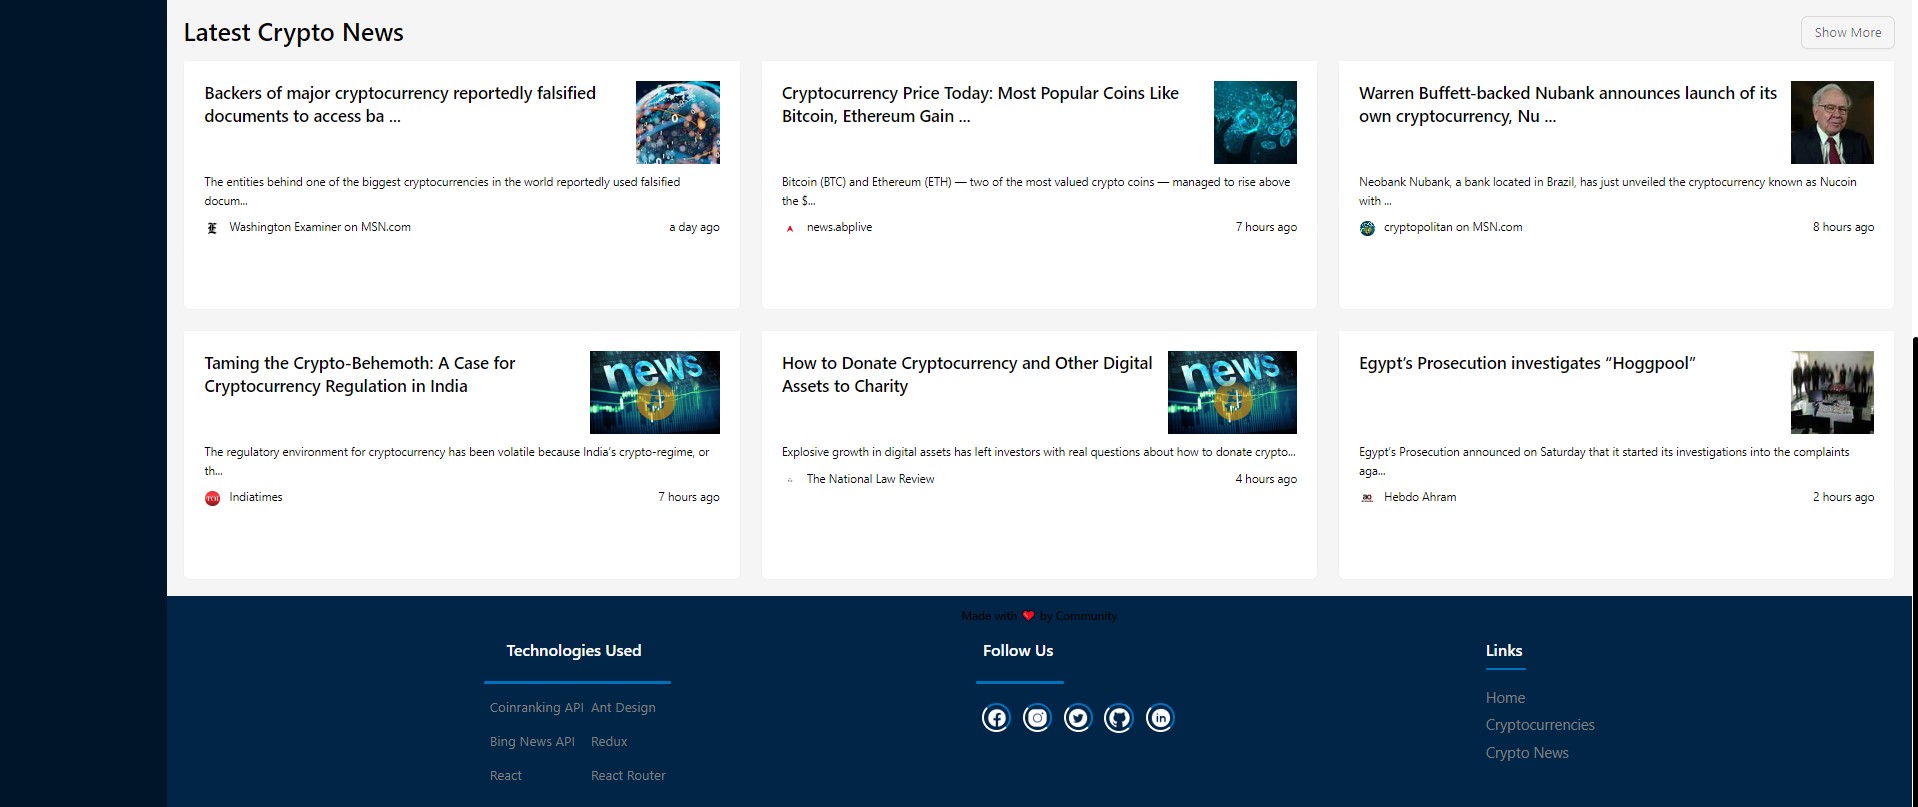 Latest Crypto News
Show More
Backers of major cryptocurrency reportedly falsified
documents to access ba ...
The entities behind one of the biggest cryptocurrencies in the world reportedly used falsified
docum...
Washington Examiner on MSN.com
a day ago
Cryptocurrency Price Today: Most Popular Coins Like
Bitcoin, Ethereum Gain ...
Bitcoin (BTC) and Ethereum (ETH) — two of the most valued crypto coins — managed to rise above
the $...
news.abplive
7 hours ago
Warren Buffett-backed Nubank announces launch of its
own cryptocurrency, Nu ...
Neobank Nubank, a bank located in Brazil, has just unveiled the cryptocurrency known as Nucoin
with ...
cryptopolitan on MSN.com
8 hours ago
Taming the Crypto-Behemoth: A Case for
Cryptocurrency Regulation in India
news
The regulatory environment for cryptocurrency has been volatile because India’s crypto-regime, or
th...
TOI
Indiatimes
7 hours ago
How to Donate Cryptocurrency and Other Digital
Assets to Charity
news
Explosive growth in digital assets has left investors with real questions about how to donate crypto...
The National Law Review
4 hours ago
Egypt’s Prosecution investigates “Hoggpool”
Egypt’s Prosecution announced on Saturday that it started its investigations into the complaints
aga...
Hebdo Ahram
2 hours ago
Made with ❤ by Community
Technologies Used
Coinranking API Ant Design
Bing News API Redux
React React Router
Follow Us
Links
Home
Cryptocurrencies
Crypto News